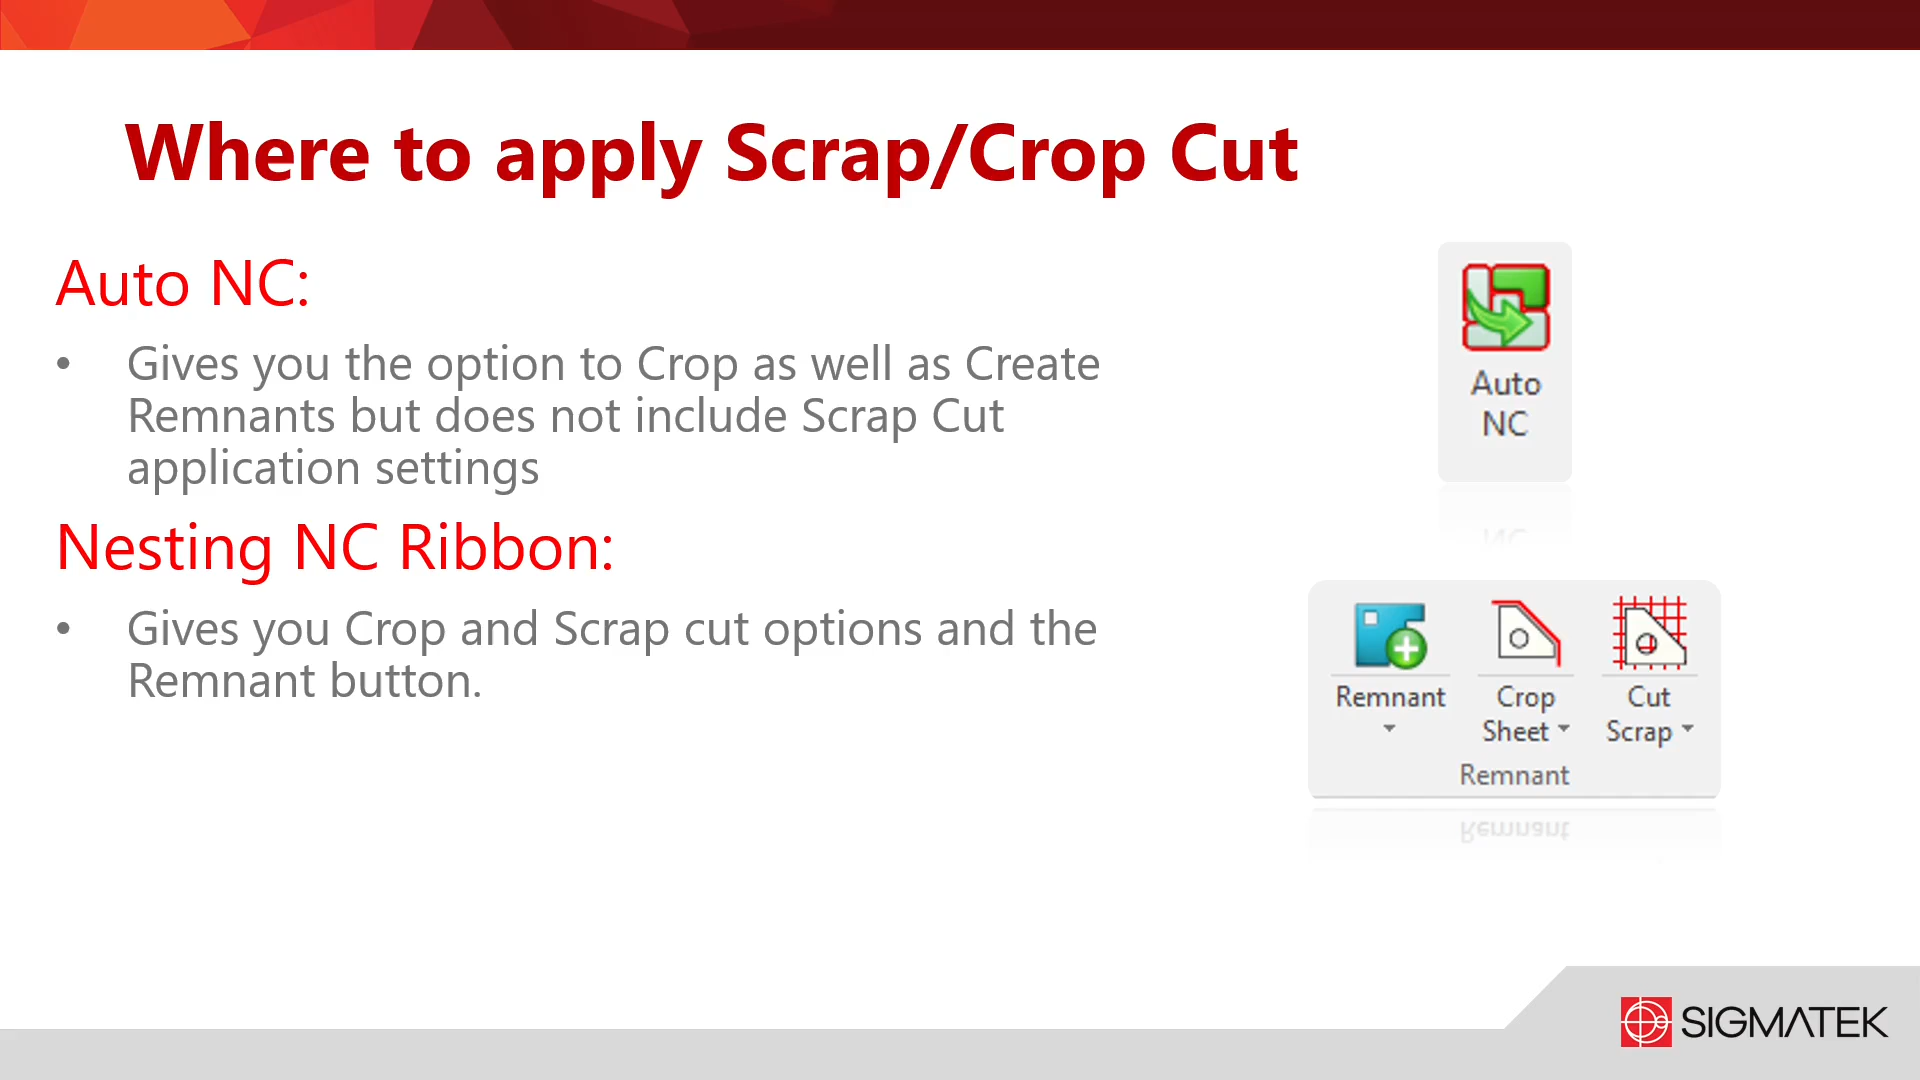 Where to apply Scrap/Crop Cut
Auto NC:
• Gives you the option to Crop as well as Create
Remnants but does not include Scrap Cut
application settings
Nesting NC Ribbon:
• Gives you Crop and Scrap cut options and the
Remnant button.
Auto
NC
Remnant
Crop
Sheet
Cut
Scrap
Remnant
SIGMATEK